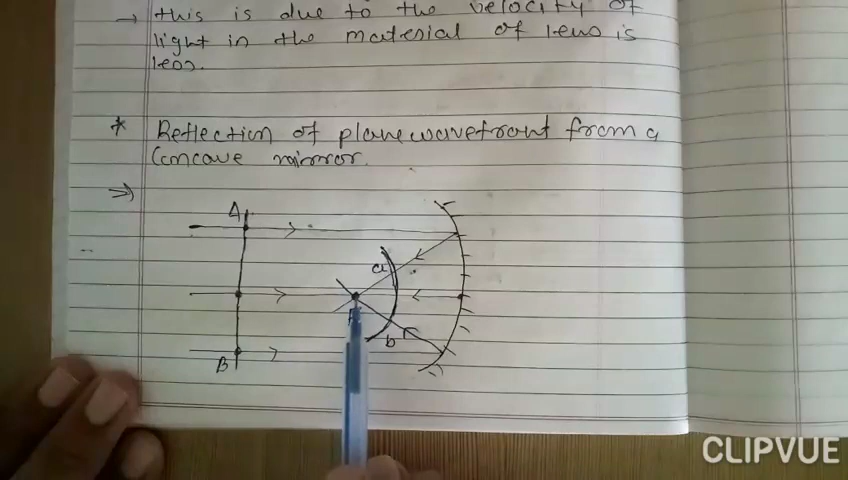 → this is due to the velocity of
light in the material of lens is
less.
* Reflection of plane wavefront from a
Concave mirror.
⇒
A
a
b
B
CLIPVUE